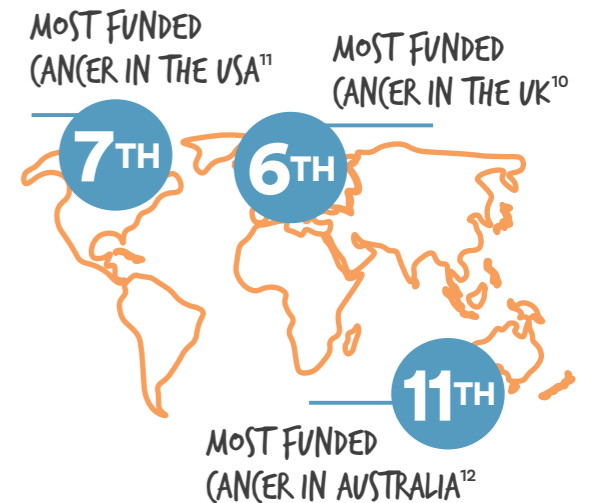 MOST FUNDED
CANCER IN THE USA¹¹
7TH
MOST FUNDED
CANCER IN THE UK¹⁰
6TH
11TH
MOST FUNDED
CANCER IN AUSTRALIA¹²